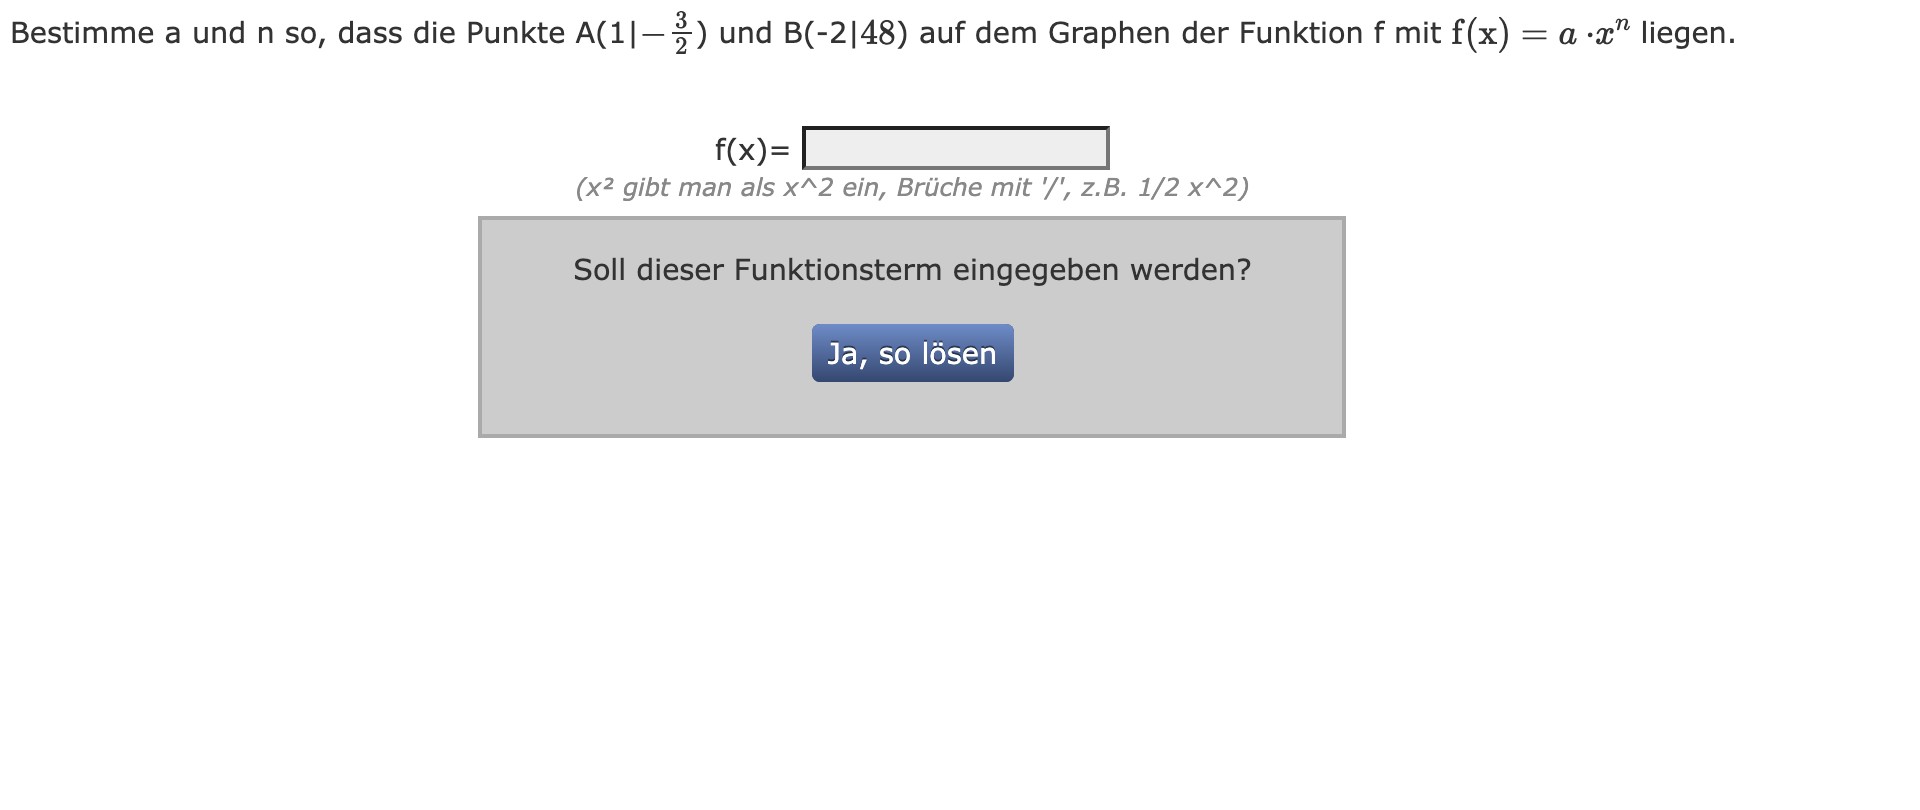 Bestimme a und n so, dass die Punkte A(1|−3/2) und B(-2|48) auf dem Graphen der Funktion f mit f(x) = a ·xⁿ liegen.
f(x)=
(x² gibt man als x^2 ein, Brüche mit '/', z.B. 1/2 x^2)
Soll dieser Funktionsterm eingegeben werden?
Ja, so lösen